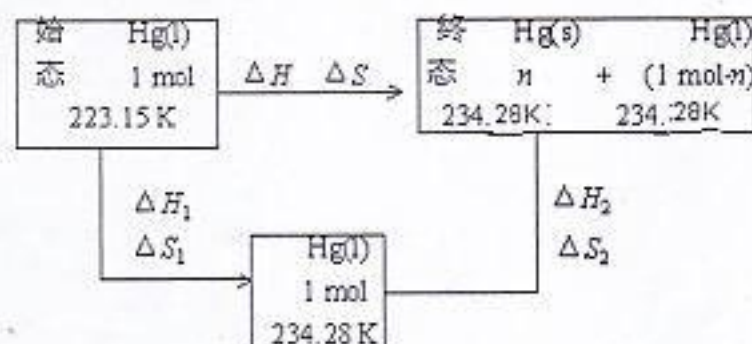 始 Hg(l)
态 1 mol
223.15 K
ΔH ΔS
终 Hg(s) Hg(l)
态 n + (1 mol-n)
234.28K 234.28K
ΔH₁
ΔS₁
ΔH₂
ΔS₂
Hg(l)
1 mol
234.28 K